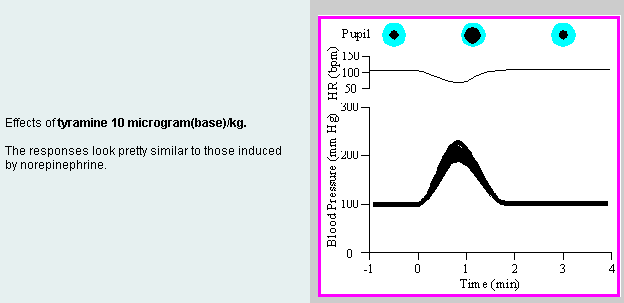 Effects of tyramine 10 microgram(base)/kg.
The responses look pretty similar to those induced
by norepinephrine.
Pupil
HR (bpm)
150
100
50
Blood Pressure (mm Hg)
300
200
100
0
-1 0 1 2 3 4
Time (min)